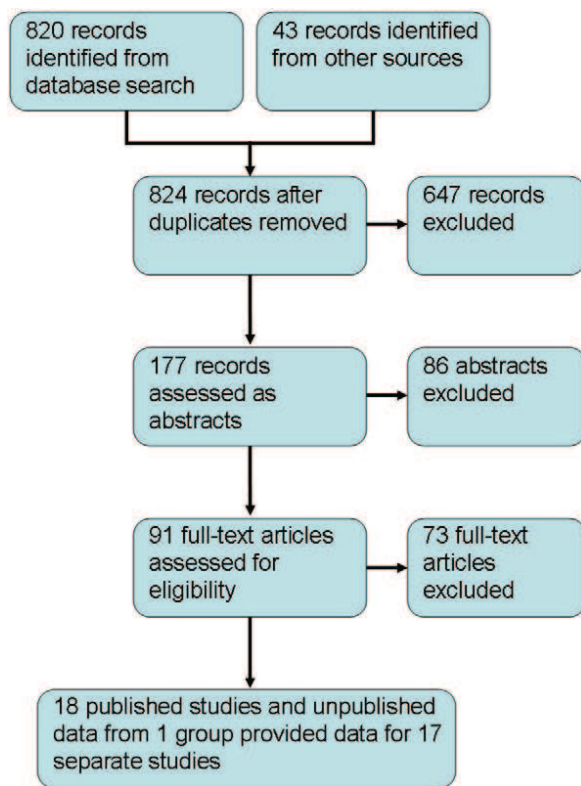 820 records
identified from
database search
43 records identified
from other sources
824 records after
duplicates removed
647 records
excluded
177 records
assessed as
abstracts
86 abstracts
excluded
91 full-text articles
assessed for
eligibility
73 full-text
articles
excluded
18 published studies and unpublished
data from 1 group provided data for 17
separate studies